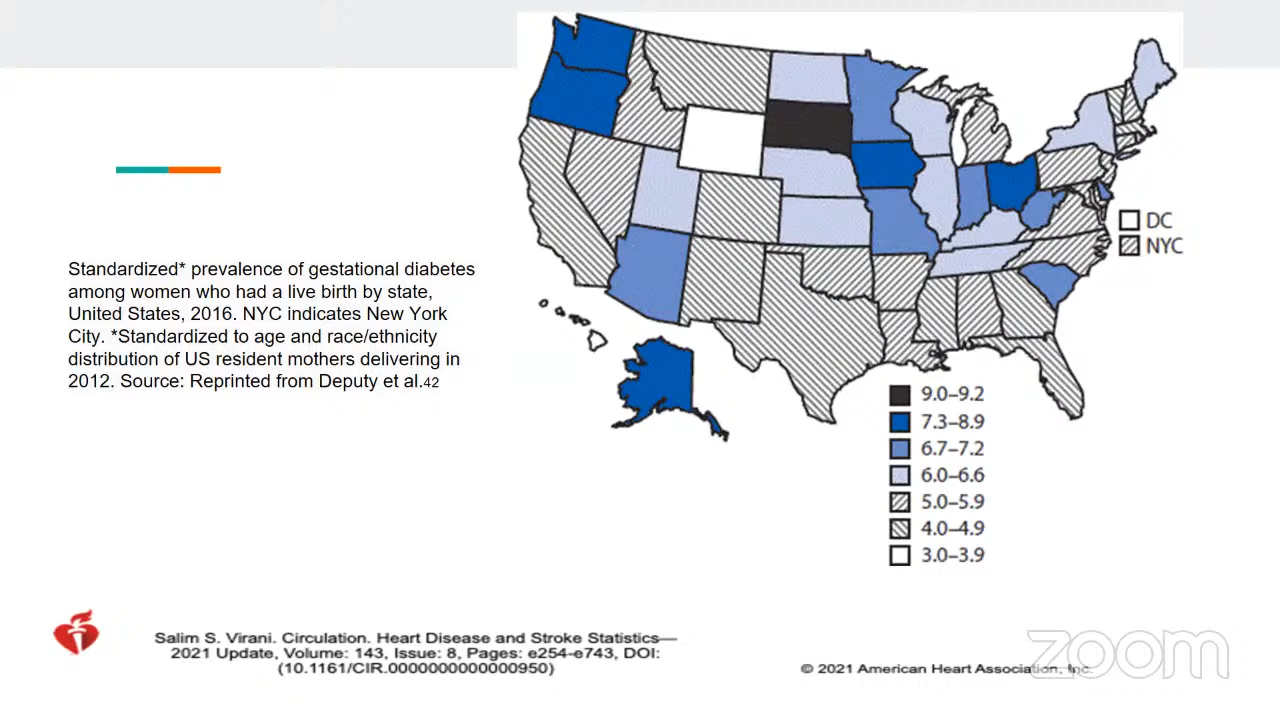 Standardized* prevalence of gestational diabetes
among women who had a live birth by state,
United States, 2016. NYC indicates New York
City. *Standardized to age and race/ethnicity
distribution of US resident mothers delivering in
2012. Source: Reprinted from Deputy et al.42
DC
NYC
9.0–9.2
7.3–8.9
6.7–7.2
6.0–6.6
5.0–5.9
4.0–4.9
3.0–3.9
Salim S. Virani. Circulation. Heart Disease and Stroke Statistics—
2021 Update, Volume: 143, Issue: 8, Pages: e254-e743, DOI:
(10.1161/CIR.0000000000000950)
© 2021 American Heart Association, Inc.
zoom